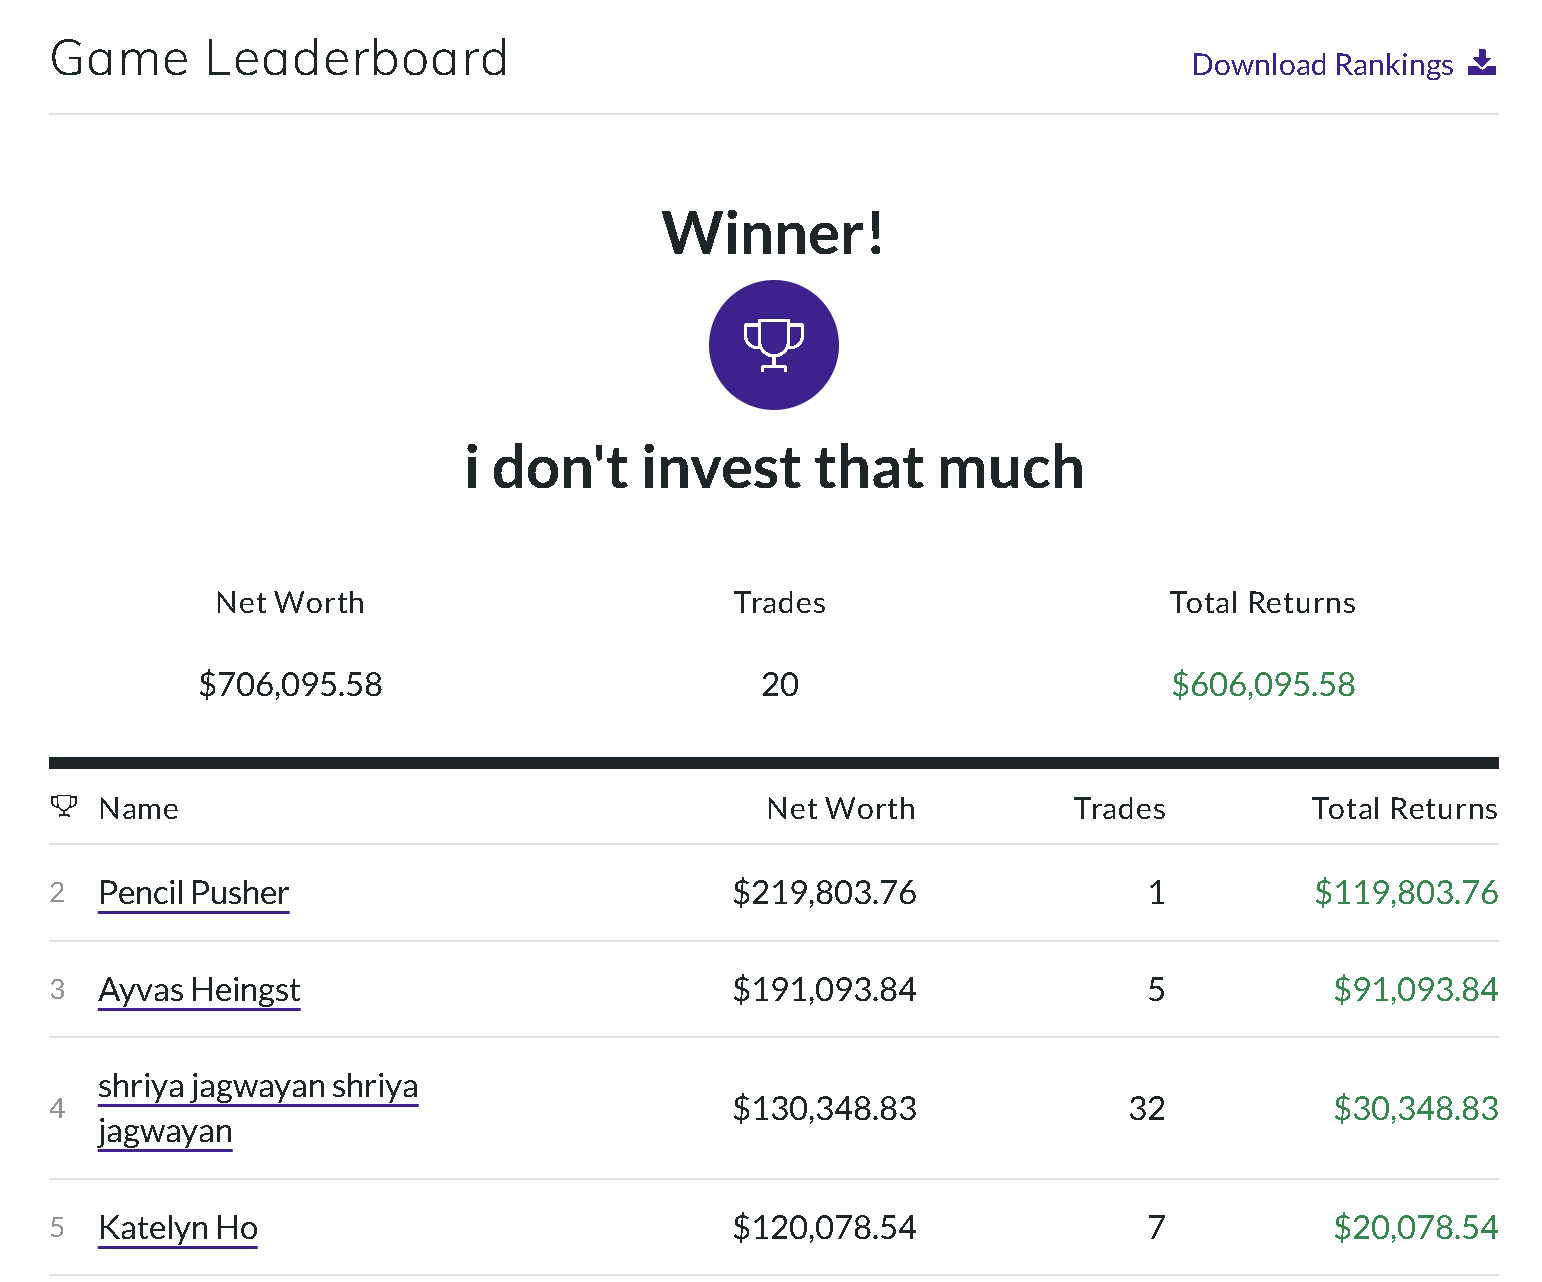 Game Leaderboard
Download Rankings
Winner!
i don't invest that much
Net Worth Trades Total Returns
$706,095.58 20 $606,095.58
Name Net Worth Trades Total Returns
2 Pencil Pusher $219,803.76 1 $119,803.76
3 Ayvas Heingst $191,093.84 5 $91,093.84
4 shriya jagwayan shriya
jagwayan $130,348.83 32 $30,348.83
5 Katelyn Ho $120,078.54 7 $20,078.54